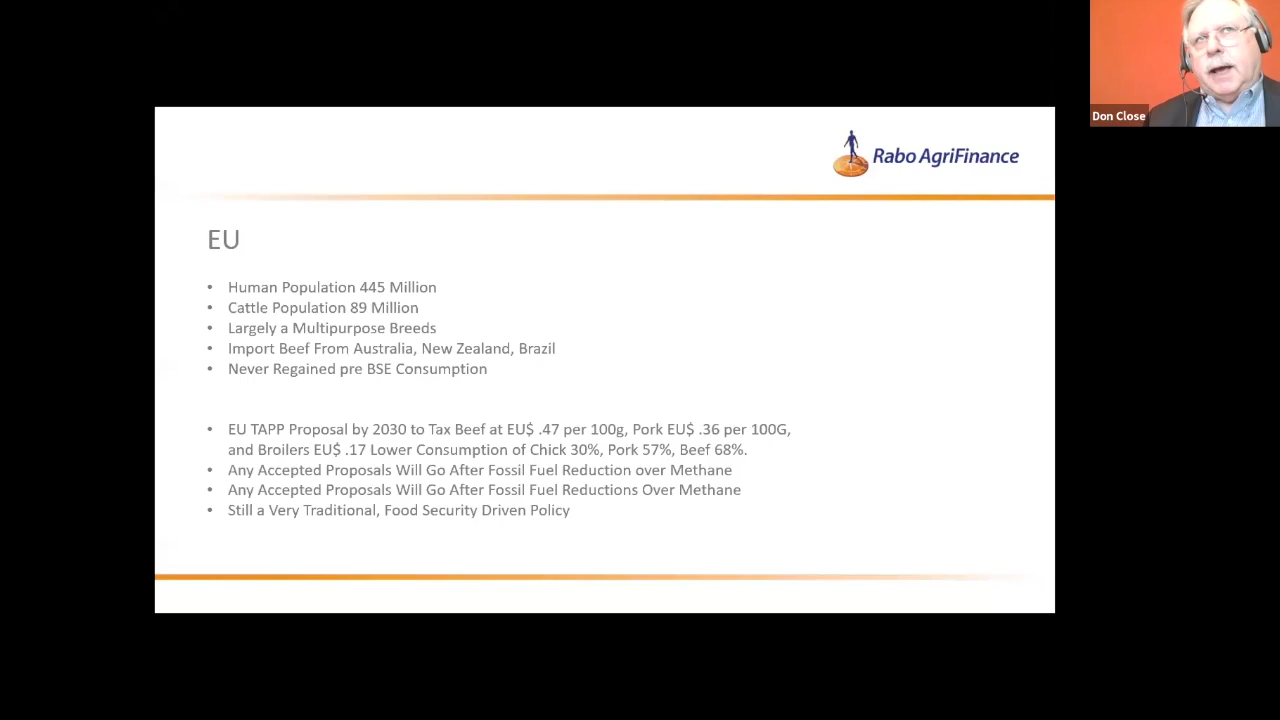 Don Close
Rabo AgriFinance
EU
• Human Population 445 Million
• Cattle Population 89 Million
• Largely a Multipurpose Breeds
• Import Beef From Australia, New Zealand, Brazil
• Never Regained pre BSE Consumption
• EU TAPP Proposal by 2030 to Tax Beef at EU$ .47 per 100g, Pork EU$ .36 per 100G,
and Broilers EU$ .17 Lower Consumption of Chick 30%, Pork 57%, Beef 68%.
• Any Accepted Proposals Will Go After Fossil Fuel Reduction over Methane
• Any Accepted Proposals Will Go After Fossil Fuel Reductions Over Methane
• Still a Very Traditional, Food Security Driven Policy